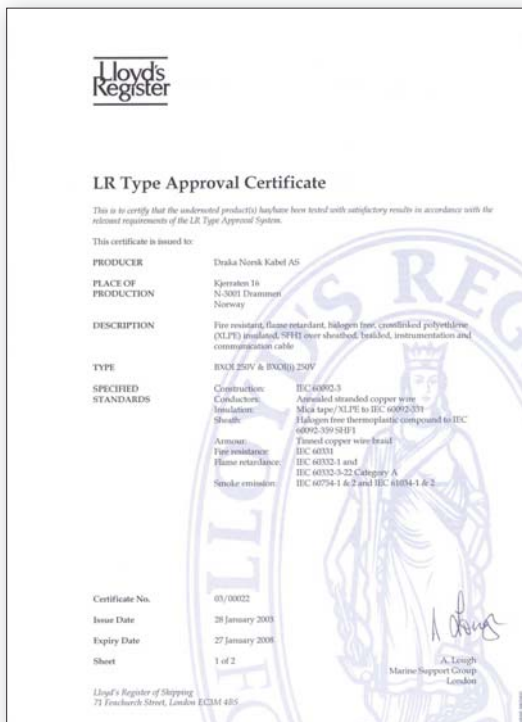 Lloyd's
Register
LR Type Approval Certificate
This is to certify that the undernoted product(s) has/have been tested with satisfactory results in accordance with the
relevant requirements of the LR Type Approval System.
This certificate is issued to:
PRODUCER Draka Norsk Kabel AS
PLACE OF Kjerraten 16
PRODUCTION N-3001 Drammen
Norway
DESCRIPTION Fire resistant, flame retardant, halogen free, crosslinked polyethylene
(XLPE) insulated, SFH1 over sheathed, braided, instrumentation and
communication cable
TYPE BXOI 250V & BXOI(i) 250V
SPECIFIED Construction: IEC 60092-3
STANDARDS Conductors: Annealed stranded copper wire
Insulation: Mica tape/XLPE to IEC 60092-351
Sheath: Halogen free thermoplastic compound to IEC
60092-359 SHF1
Armour: Tinned copper wire braid
Fire resistance: IEC 60331
Flame retardance: IEC 60332-1 and
IEC 60332-3-22 Category A
Smoke emission: IEC 60754-1 & 2 and IEC 61034-1 & 2
Certificate No. 03/00022
Issue Date 28 January 2003
Expiry Date 27 January 2008
Sheet 1 of 2
A Lough
A. Lough
Marine Support Group
London
Lloyd's Register of Shipping
71 Fenchurch Street, London EC3M 4BS
LLOYD'S REG